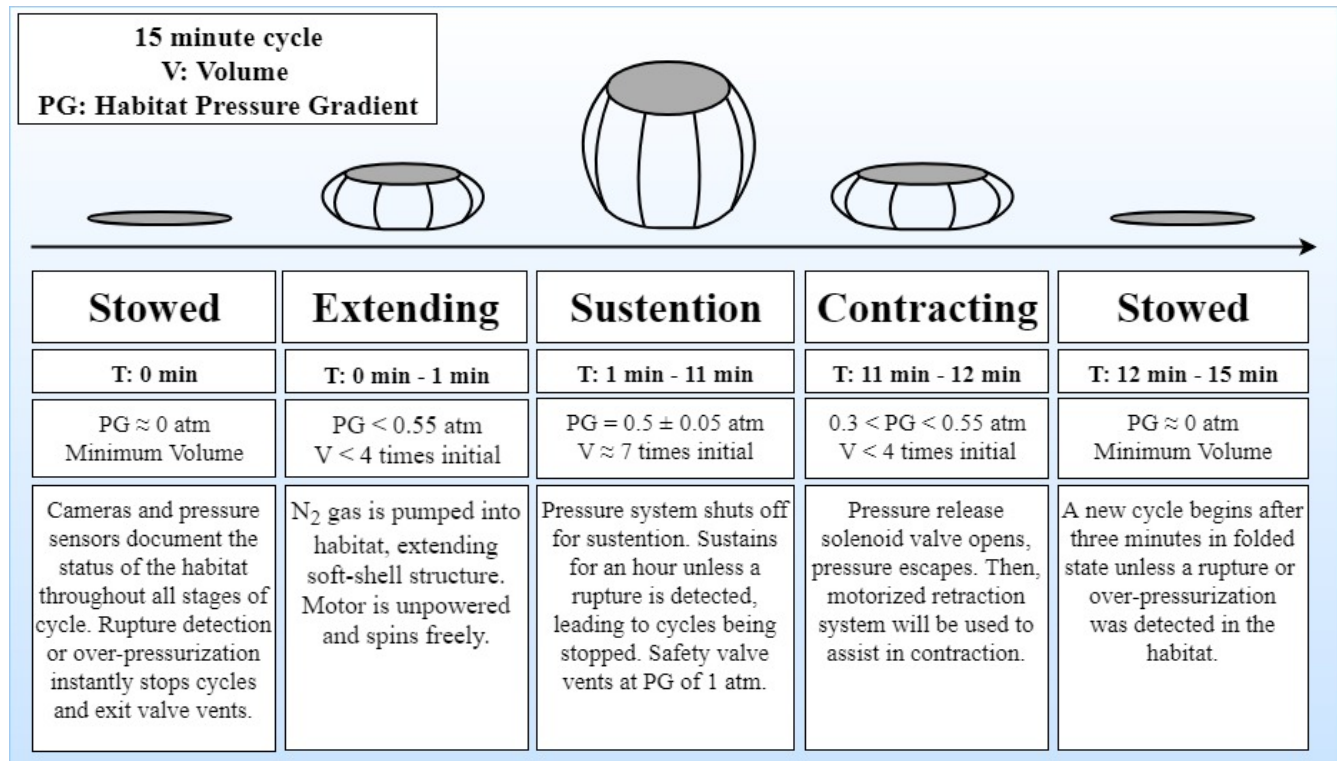 15 minute cycle
V: Volume
PG: Habitat Pressure Gradient
Stowed
T: 0 min
PG ≈ 0 atm
Minimum Volume
Cameras and pressure
sensors document the
status of the habitat
throughout all stages of
cycle. Rupture detection
or over-pressurization
instantly stops cycles
and exit valve vents.
Extending
T: 0 min - 1 min
PG < 0.55 atm
V < 4 times initial
N₂ gas is pumped into
habitat, extending
soft-shell structure.
Motor is unpowered
and spins freely.
Sustention
T: 1 min - 11 min
PG = 0.5 ± 0.05 atm
V ≈ 7 times initial
Pressure system shuts off
for sustention. Sustains
for an hour unless a
rupture is detected,
leading to cycles being
stopped. Safety valve
vents at PG of 1 atm.
Contracting
T: 11 min - 12 min
0.3 < PG < 0.55 atm
V < 4 times initial
Pressure release
solenoid valve opens,
pressure escapes. Then,
motorized retraction
system will be used to
assist in contraction.
Stowed
T: 12 min - 15 min
PG ≈ 0 atm
Minimum Volume
A new cycle begins after
three minutes in folded
state unless a rupture or
over-pressurization
was detected in the
habitat.